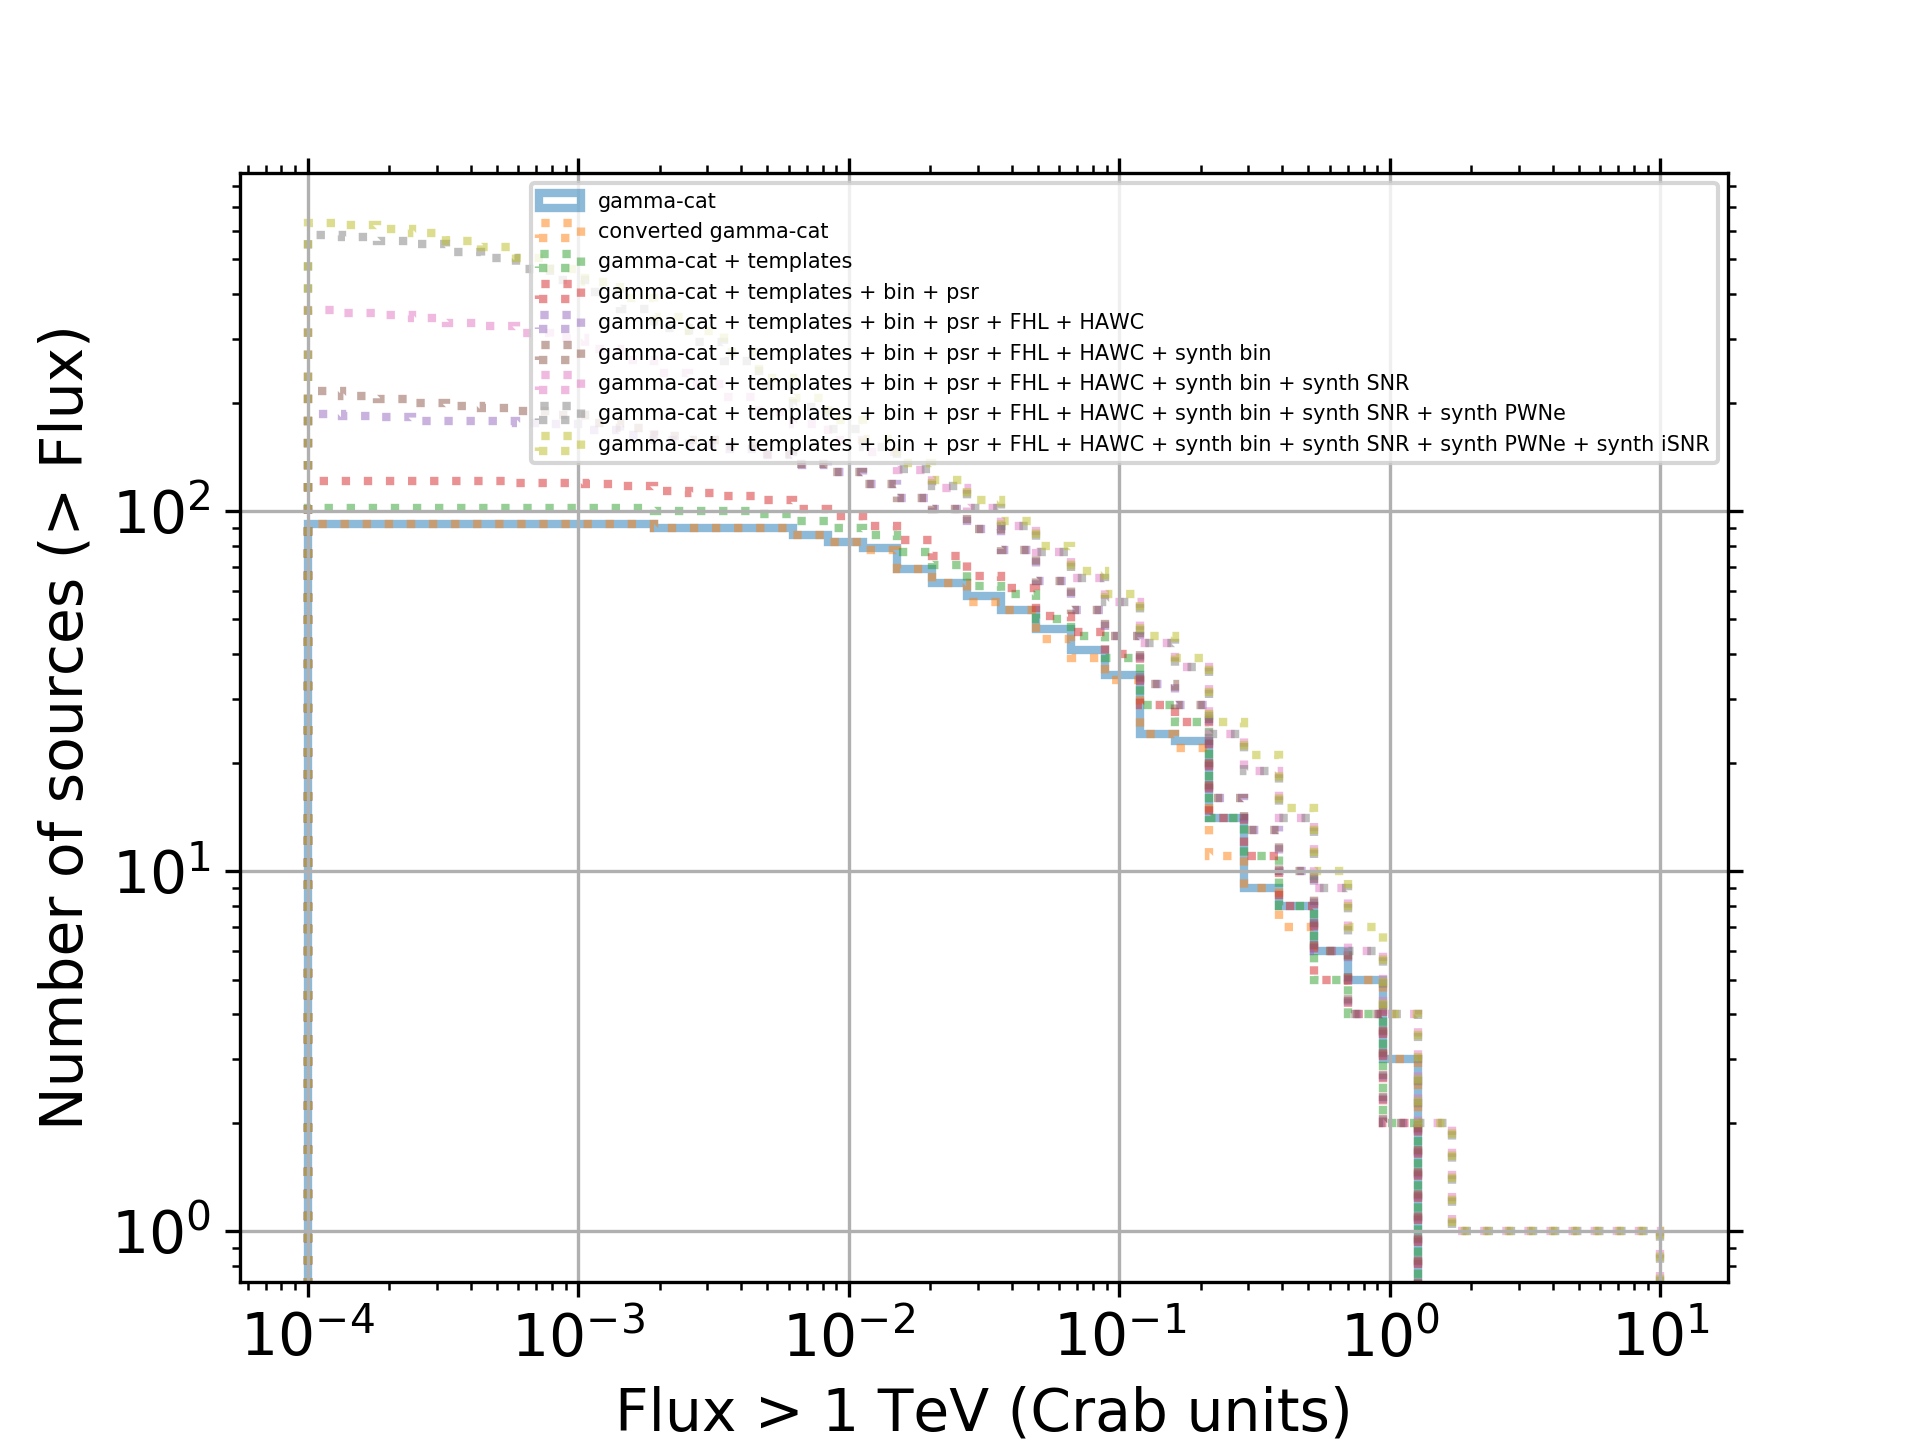 gamma-cat
converted gamma-cat
gamma-cat + templates
gamma-cat + templates + bin + psr
gamma-cat + templates + bin + psr + FHL + HAWC
gamma-cat + templates + bin + psr + FHL + HAWC + synth bin
gamma-cat + templates + bin + psr + FHL + HAWC + synth bin + synth SNR
gamma-cat + templates + bin + psr + FHL + HAWC + synth bin + synth SNR + synth PWNe
gamma-cat + templates + bin + psr + FHL + HAWC + synth bin + synth SNR + synth PWNe + synth iSNR
Number of sources (> Flux)
10²
10¹
10⁰
10⁻⁴ 10⁻³ 10⁻² 10⁻¹ 10⁰ 10¹
Flux > 1 TeV (Crab units)